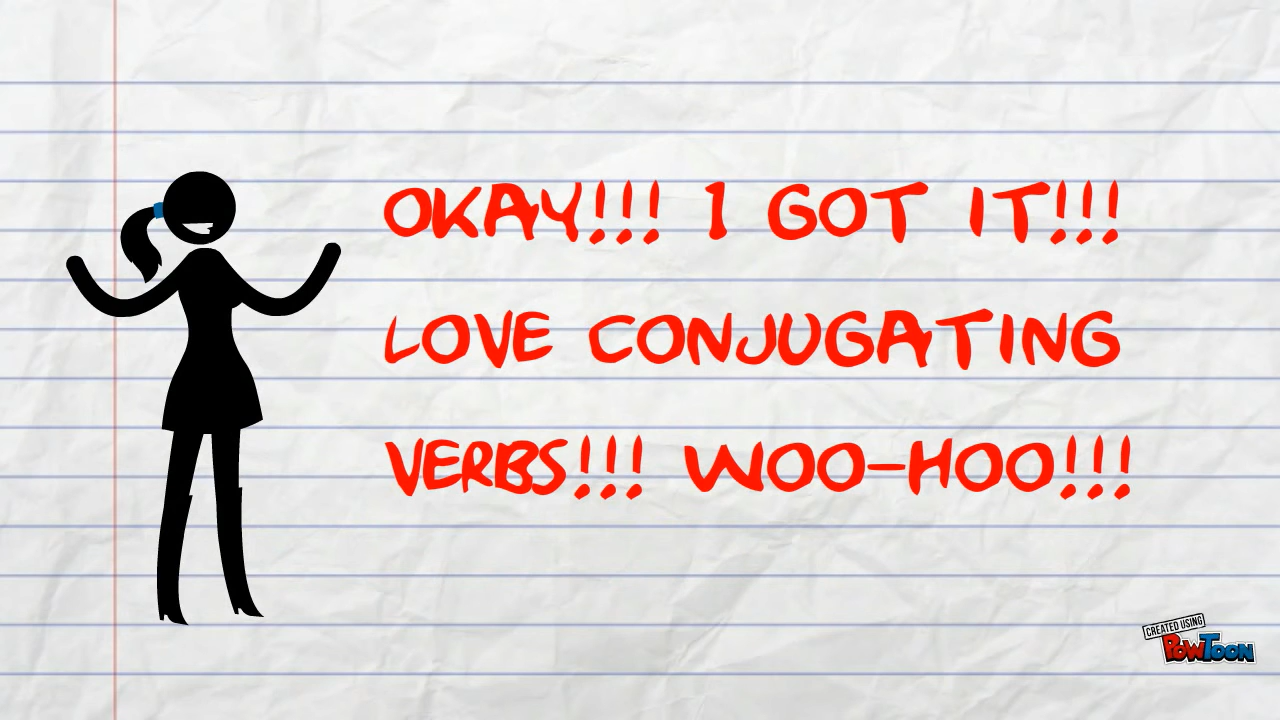 OKAY!!! I GOT IT!!!
LOVE CONJUGATING
VERBS!!! WOO-HOO!!!
CREATED USING
POWTOON